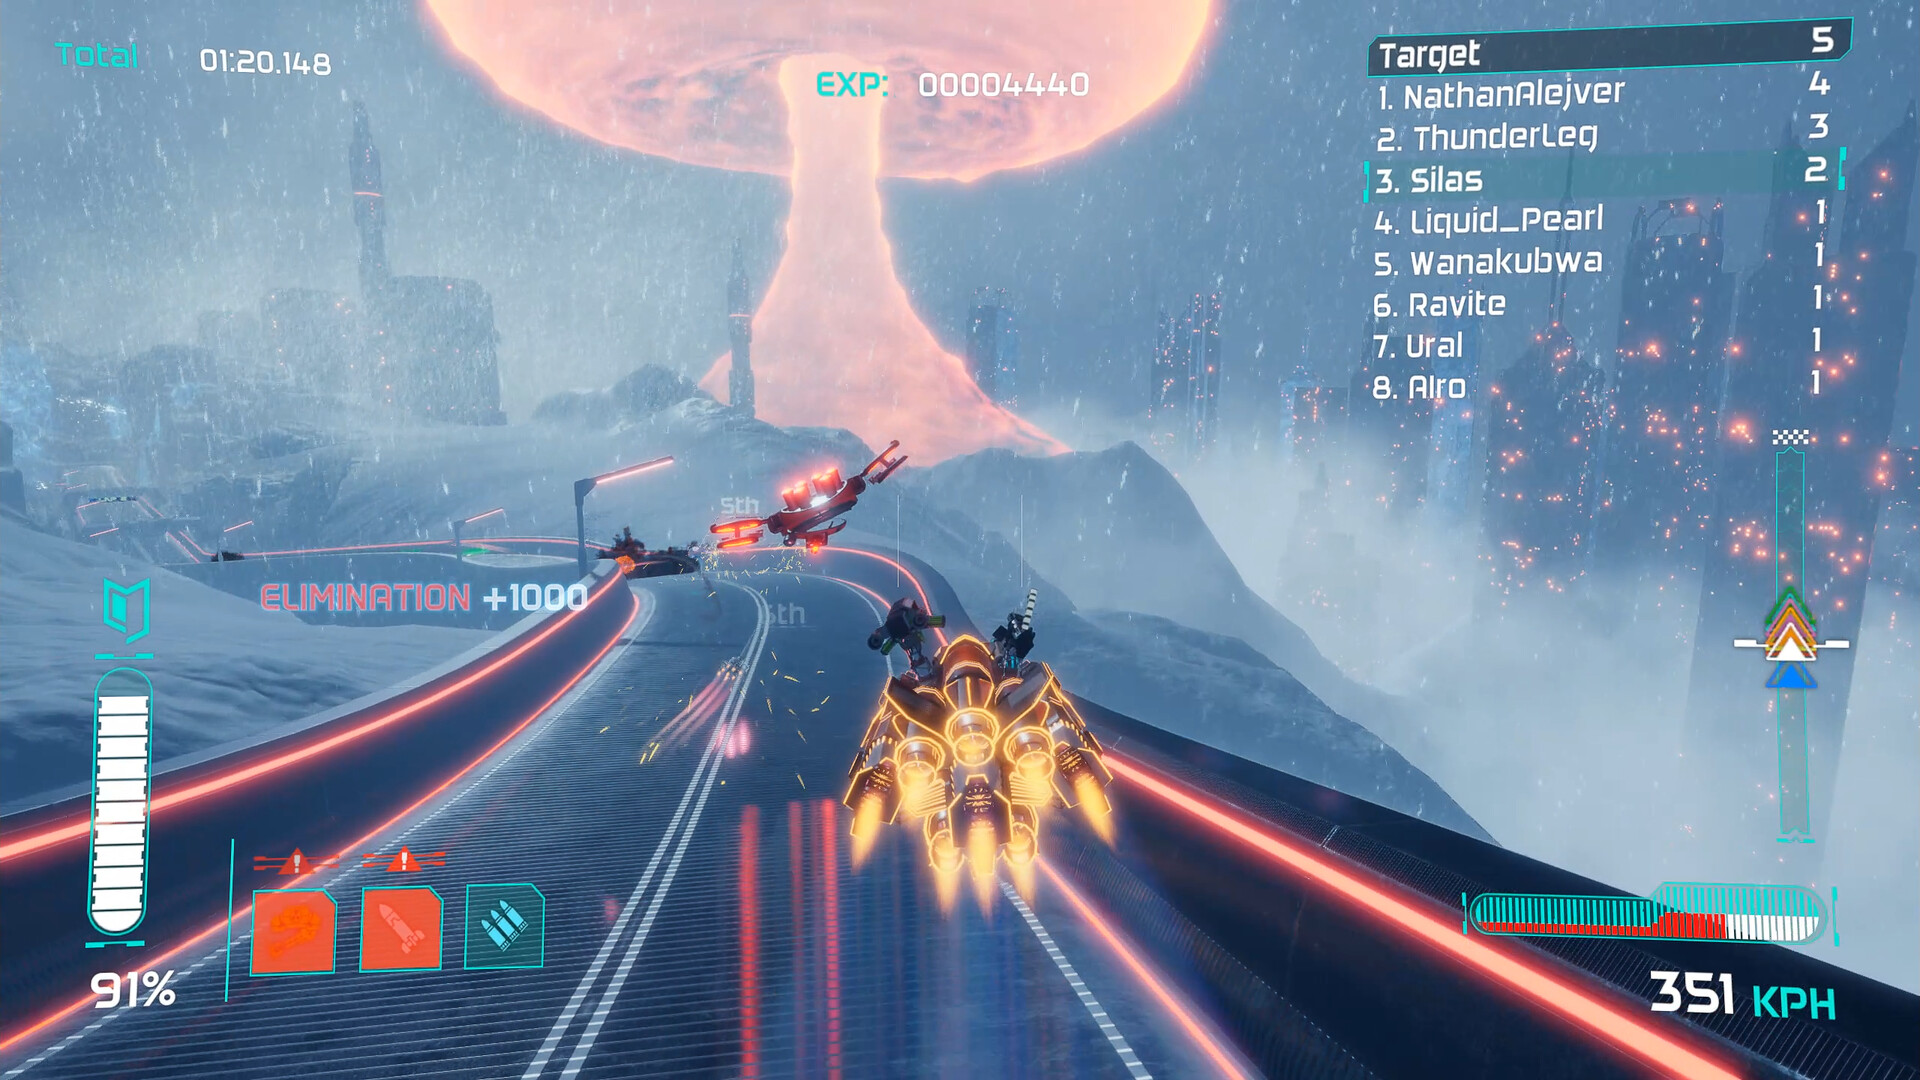 Total 01:20.148
EXP: 00004440
Target 5
1. NathanAlejver 4
2. ThunderLeg 3
3. Silas 2
4. Liquid_Pearl 1
5. Wanakubwa 1
6. Ravite 1
7. Ural 1
8. Alro 1
5th
ELIMINATION +1000
91%
351 KPH